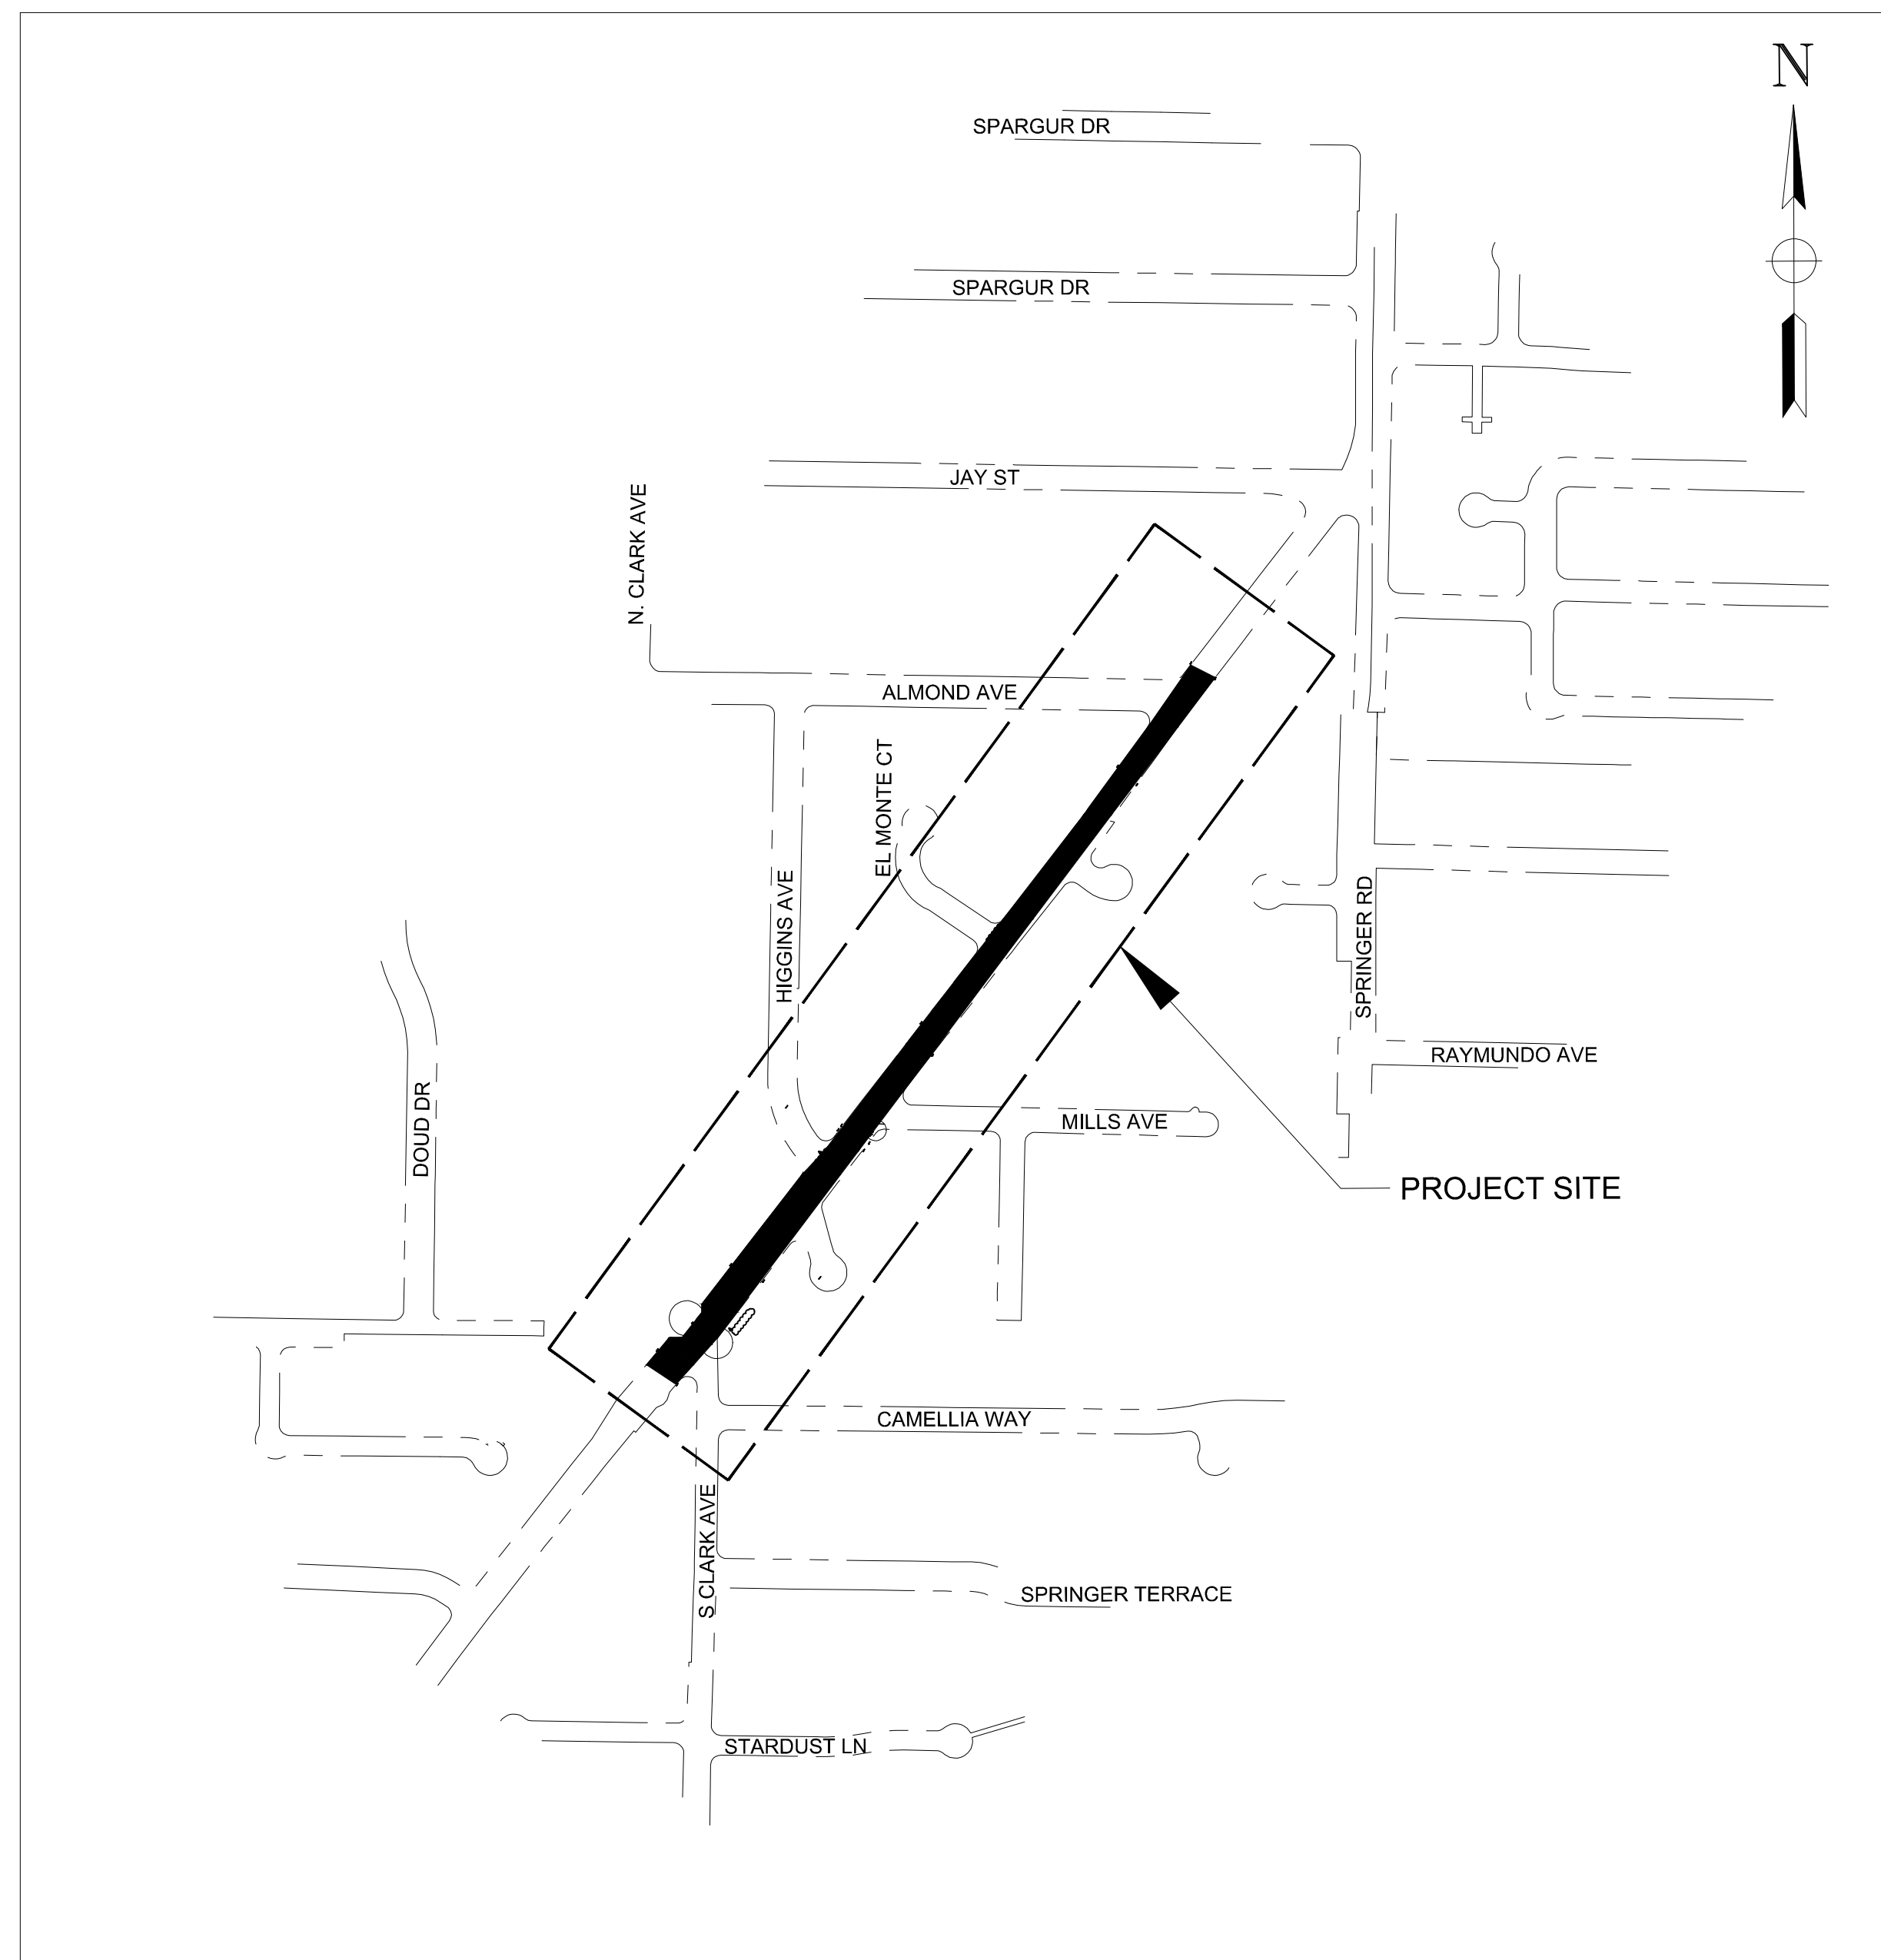 N
SPARGUR DR
SPARGUR DR
JAY ST
N. CLARK AVE
ALMOND AVE
EL MONTE CT
HIGGINS AVE
SPRINGER RD
RAYMUNDO AVE
DOUD DR
MILLS AVE
PROJECT SITE
CAMELLIA WAY
S CLARK AVE
SPRINGER TERRACE
STARDUST LN